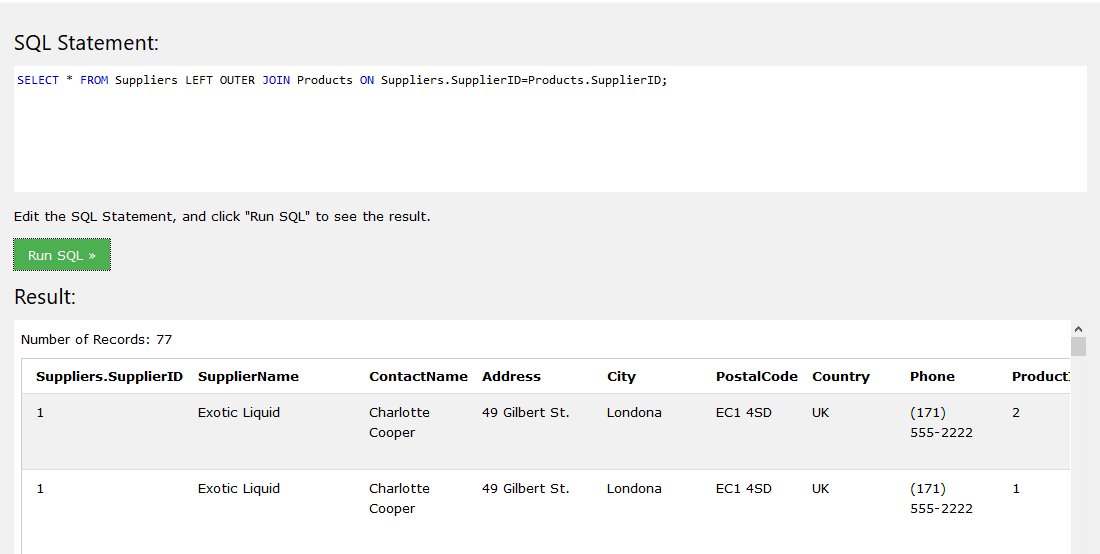 SQL Statement:
SELECT * FROM Suppliers LEFT OUTER JOIN Products ON Suppliers.SupplierID=Products.SupplierID;
Edit the SQL Statement, and click "Run SQL" to see the result.
Run SQL »
Result:
Number of Records: 77
Suppliers.SupplierID SupplierName ContactName Address City PostalCode Country Phone ProductI
1 Exotic Liquid Charlotte 49 Gilbert St. Londona EC1 4SD UK (171) 2
Cooper 555-2222
1 Exotic Liquid Charlotte 49 Gilbert St. Londona EC1 4SD UK (171) 1
Cooper 555-2222